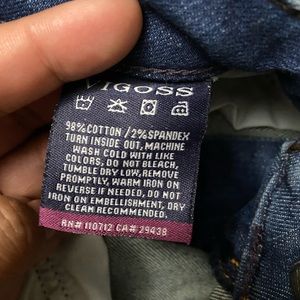 VIGOSS
98% COTTON /2% SPANDEX
TURN INSIDE OUT, MACHINE
WASH COLD WITH LIKE
COLORS, DO NOT BLEACH,
TUMBLE DRY LOW, REMOVE
PROMPTLY, WARM IRON ON
REVERSE IF NEEDED, DO NOT
IRON ON EMBELLISHMENT, DRY
CLEAN RECOMMENDED.
RN# 110712 CA# 29438